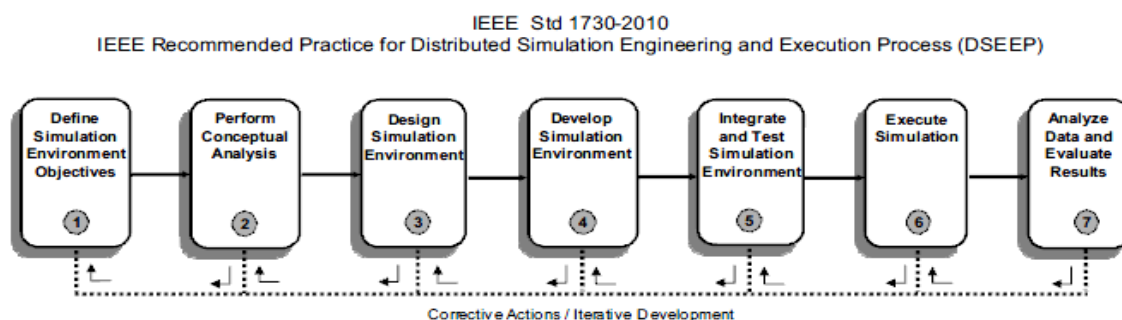 IEEE Std 1730-2010
IEEE Recommended Practice for Distributed Simulation Engineering and Execution Process (DSEEP)
Define
Simulation
Environment
Objectives
1
Perform
Conceptual
Analysis
2
Design
Simulation
Environment
3
Develop
Simulation
Environment
4
Integrate
and Test
Simulation
Environment
5
Execute
Simulation
6
Analyze
Data and
Evaluate
Results
7
Corrective Actions / Iterative Development